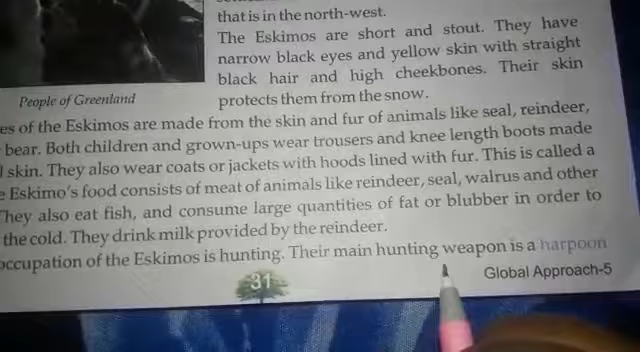 that is in the north-west.
The Eskimos are short and stout. They have
narrow black eyes and yellow skin with straight
black hair and high cheekbones. Their skin
protects them from the snow.
People of Greenland
es of the Eskimos are made from the skin and fur of animals like seal, reindeer,
bear. Both children and grown-ups wear trousers and knee length boots made
skin. They also wear coats or jackets with hoods lined with fur. This is called a
Eskimo's food consists of meat of animals like reindeer, seal, walrus and other
They also eat fish, and consume large quantities of fat or blubber in order to
the cold. They drink milk provided by the reindeer.
occupation of the Eskimos is hunting. Their main hunting weapon is a harpoon
31
Global Approach-5